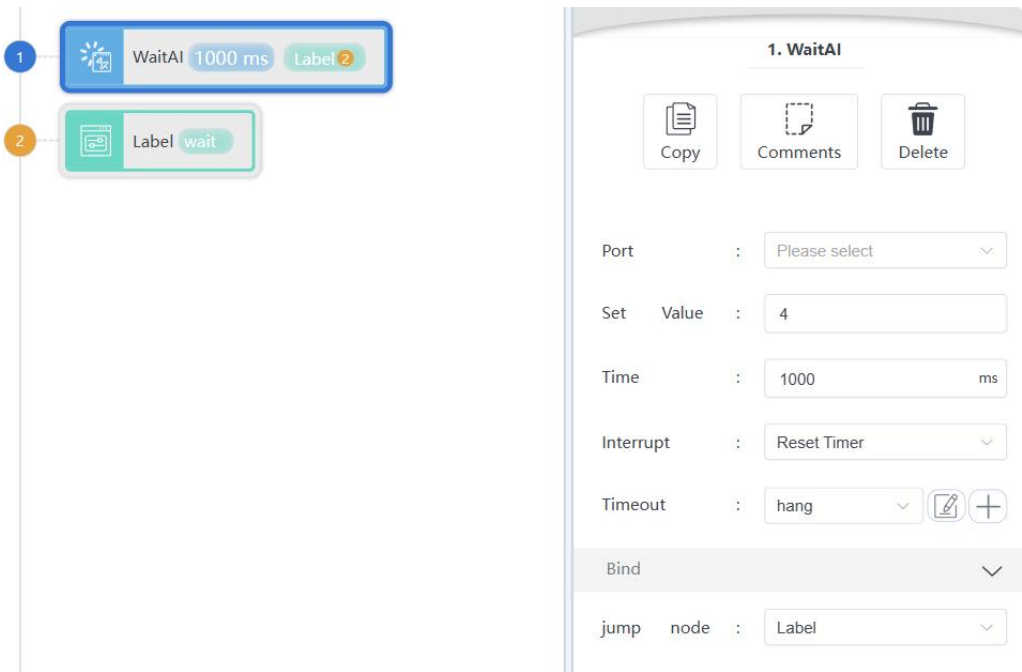 1 WaitAI 1000 ms Label 2
2 Label wait
1. WaitAI
Copy Comments Delete
Port : Please select
Set Value : 4
Time : 1000 ms
Interrupt : Reset Timer
Timeout : hang
Bind
jump node : Label